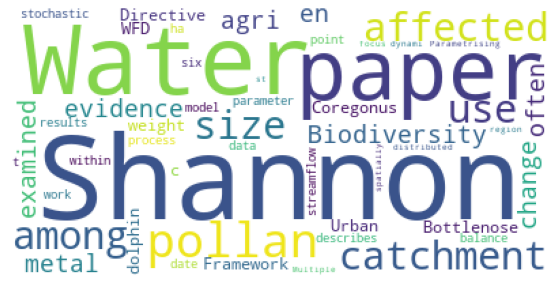 stochastic
Directive
WFD
agri
en
affected
Water
paper
ha
point
focus
dynami
Parametrising
six
st
region
evidence
model
parameter
Coregonus
use
often
examined
results
weight
process
size
Biodiversity
data
distributed
t
within
c
streamflow
spatially
change
Shannon
work
among
dolphin
pollan
Urban
describes
Bottlenose
balance
catchment
metal
date
Framework
Multiple